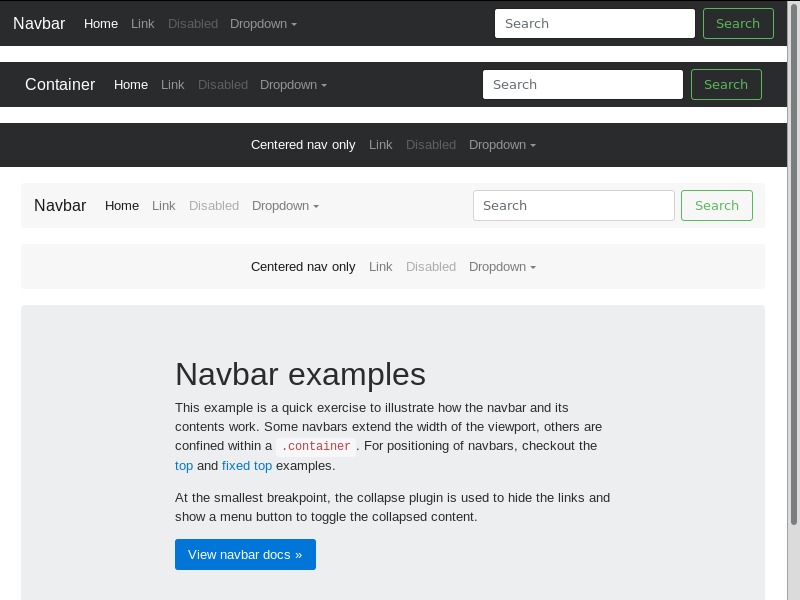 Navbar Home Link Disabled Dropdown Search Search
Container Home Link Disabled Dropdown Search Search
Centered nav only Link Disabled Dropdown
Navbar Home Link Disabled Dropdown Search Search
Centered nav only Link Disabled Dropdown
Navbar examples
This example is a quick exercise to illustrate how the navbar and its
contents work. Some navbars extend the width of the viewport, others are
confined within a .container. For positioning of navbars, checkout the
top and fixed top examples.
At the smallest breakpoint, the collapse plugin is used to hide the links and
show a menu button to toggle the collapsed content.
View navbar docs »